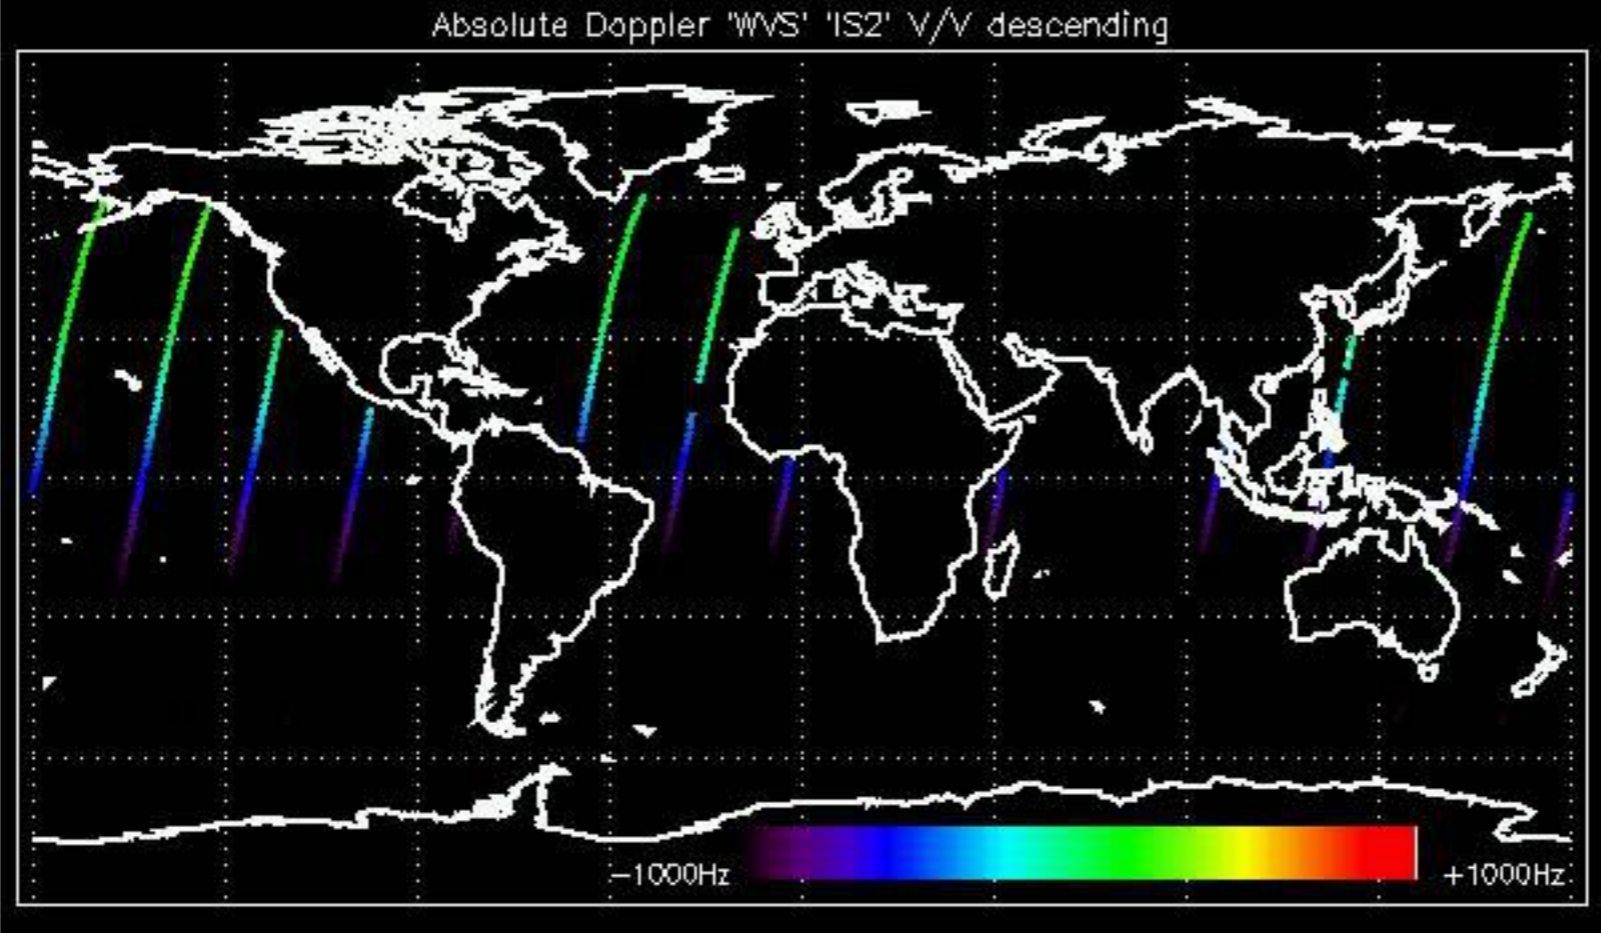 Absolute Doppler 'WVS' 'IS2' V/V descending
-1000Hz +1000Hz